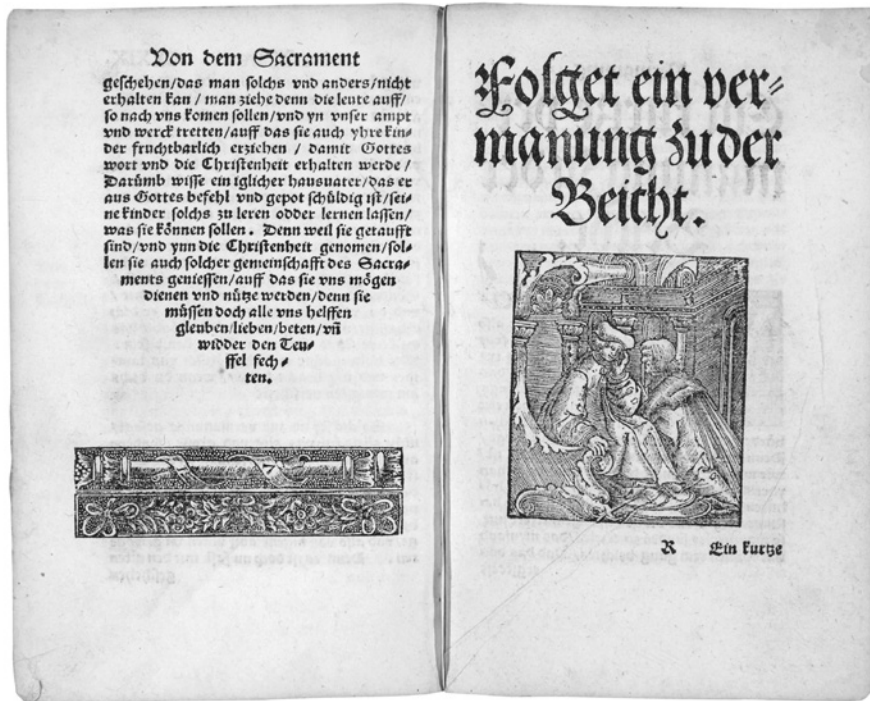 Von dem Sacrament
geschehen/das man solchs vnd anders/nicht
erhalten kan / man ziehe denn die leute auff/
so nach vns komen sollen/vnd yn vnser ampt
vnd werck tretten/auff das sie auch yhre kin⸗
der fruchtbarlich erziehen / damit Gottes
wort vnd die Christenheit erhalten werde/
Darümb wisse ein iglicher hausuater/das er
aus Gottes befehl vnd gepot schüldig ist/sei⸗
ne kinder solchs zu leren odder lernen lassen/
was sie können sollen. Denn weil sie getaufft
sind/vnd ynn die Christenheit genomen/sol⸗
len sie auch solcher gemeinschafft des Sacra⸗
ments geniessen/auff das sie vns mögen
dienen vnd nütze werden/denn sie
müssen doch alle vns helffen
gleuben/lieben/beten/vn̄
widder den Teu⸗
ffel fech⸗
ten.
Folget ein ver⸗
manung zu der
Beicht.
R Ein kurtze